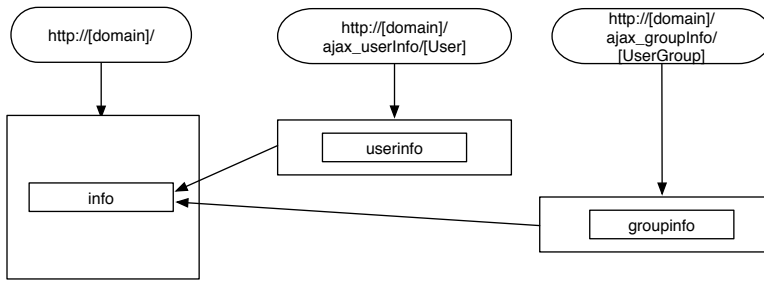 http://[domain]/
http://[domain]/
ajax_userInfo/[User]
http://[domain]/
ajax_groupInfo/
[UserGroup]
userinfo
info
groupinfo